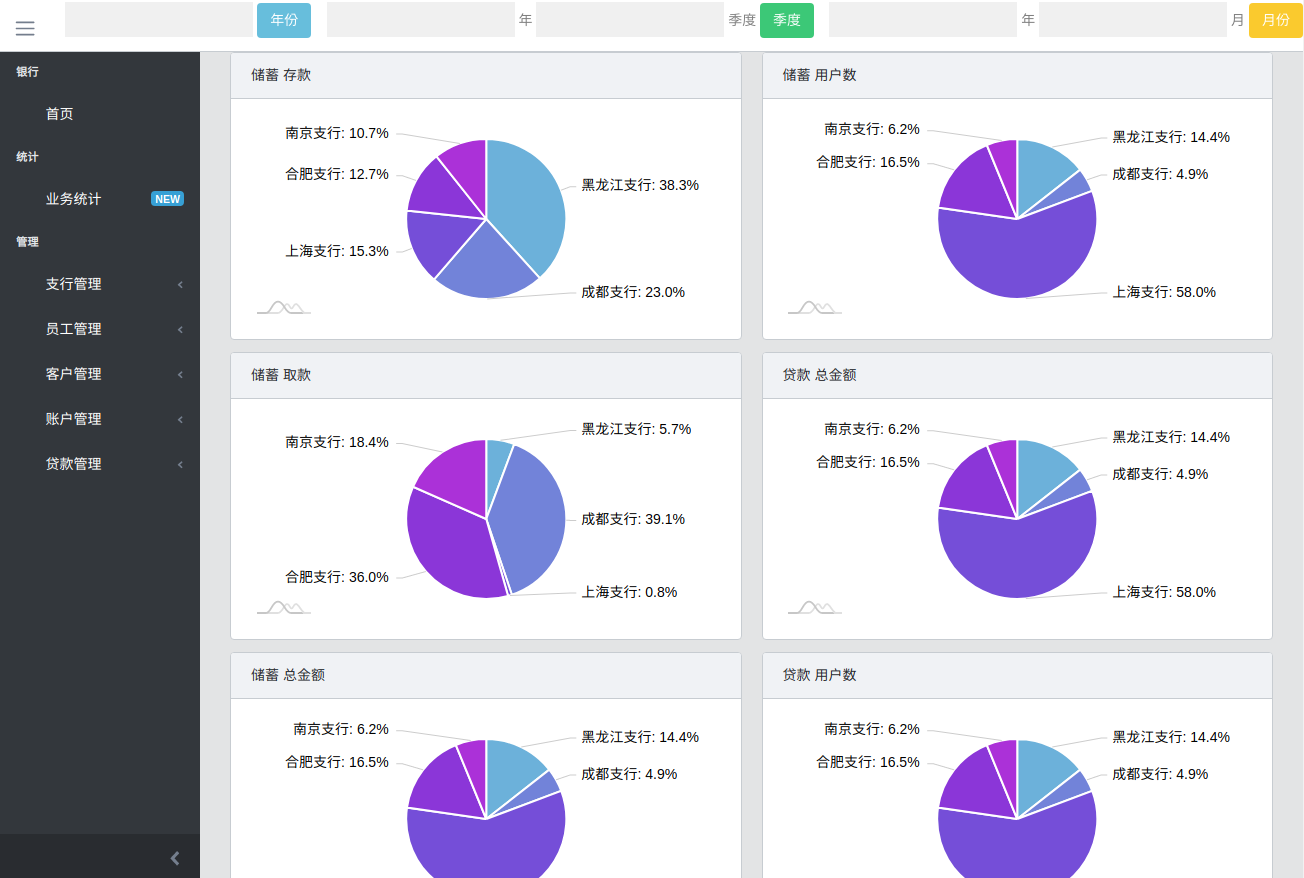 年份
年
季度
季度
年
月
月份
银行
首页
统计
业务统计 NEW
管理
支行管理
员工管理
客户管理
账户管理
贷款管理
储蓄 存款
南京支行: 10.7%
合肥支行: 12.7%
黑龙江支行: 38.3%
上海支行: 15.3%
成都支行: 23.0%
储蓄 用户数
南京支行: 6.2%
黑龙江支行: 14.4%
合肥支行: 16.5%
成都支行: 4.9%
上海支行: 58.0%
储蓄 取款
黑龙江支行: 5.7%
南京支行: 18.4%
成都支行: 39.1%
合肥支行: 36.0%
上海支行: 0.8%
贷款 总金额
南京支行: 6.2%
黑龙江支行: 14.4%
合肥支行: 16.5%
成都支行: 4.9%
上海支行: 58.0%
储蓄 总金额
南京支行: 6.2%
黑龙江支行: 14.4%
合肥支行: 16.5%
成都支行: 4.9%
贷款 用户数
南京支行: 6.2%
黑龙江支行: 14.4%
合肥支行: 16.5%
成都支行: 4.9%